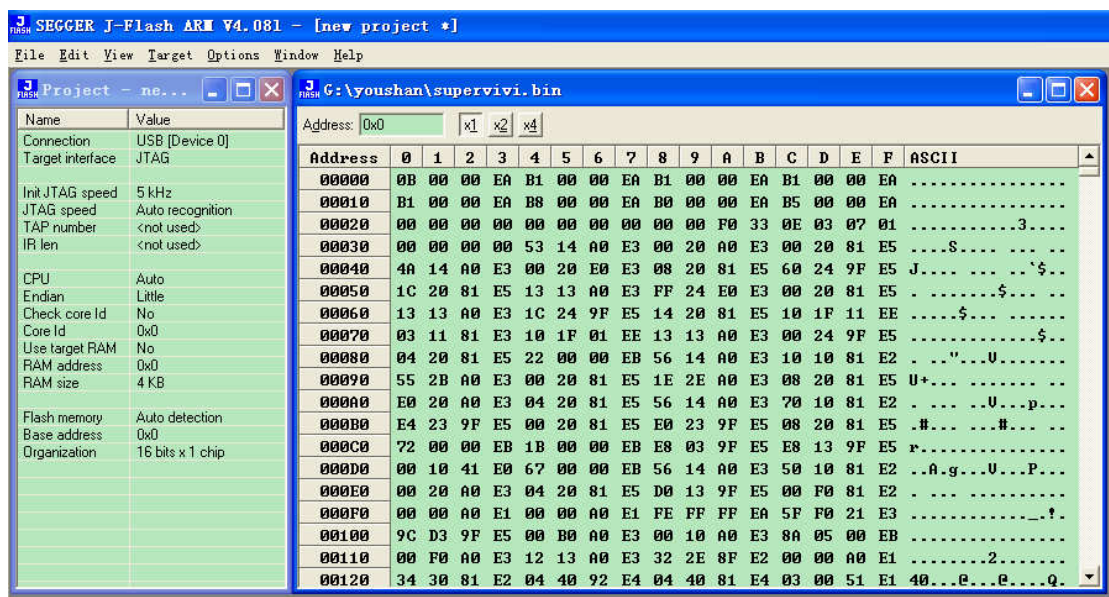 SEGGER J-Flash ARM V4.081 - [new project *]
File Edit View Target Options Window Help
Project - ne...
Name Value
Connection USB [Device 0]
Target interface JTAG
Init JTAG speed 5 kHz
JTAG speed Auto recognition
TAP number <not used>
IR len <not used>
CPU Auto
Endian Little
Check core Id No
Core Id 0x0
Use target RAM No
RAM address 0x0
RAM size 4 KB
Flash memory Auto detection
Base address 0x0
Organization 16 bits x 1 chip
G:\youshan\supervivi.bin
Address: 0x0 x1 x2 x4
Address 0 1 2 3 4 5 6 7 8 9 A B C D E F ASCII
00000 0B 00 00 EA B1 00 00 EA B1 00 00 EA B1 00 00 EA ................
00010 B1 00 00 EA B8 00 00 EA B0 00 00 EA B5 00 00 EA ................
00020 00 00 00 00 00 00 00 00 00 00 F0 33 0E 03 07 01 ...........3....
00030 00 00 00 00 53 14 A0 E3 00 20 A0 E3 00 20 81 E5 ....S.... ... ..
00040 4A 14 A0 E3 00 20 E0 E3 08 20 81 E5 60 24 9F E5 J.... ... ..`$..
00050 1C 20 81 E5 13 13 A0 E3 FF 24 E0 E3 00 20 81 E5 . .......$... ..
00060 13 13 A0 E3 1C 24 9F E5 14 20 81 E5 10 1F 11 EE .....$... ......
00070 03 11 81 E3 10 1F 01 EE 13 13 A0 E3 00 24 9F E5 .............$..
00080 04 20 81 E5 22 00 00 EB 56 14 A0 E3 10 10 81 E2 . .."...V.......
00090 55 2B A0 E3 00 20 81 E5 1E 2E A0 E3 08 20 81 E5 U+... ....... ..
000A0 E0 20 A0 E3 04 20 81 E5 56 14 A0 E3 70 10 81 E2 . ... ..V...p...
000B0 E4 23 9F E5 00 20 81 E5 E0 23 9F E5 08 20 81 E5 .#... ...#... ..
000C0 72 00 00 EB 1B 00 00 EB E8 03 9F E5 E8 13 9F E5 r...............
000D0 00 10 41 E0 67 00 00 EB 56 14 A0 E3 50 10 81 E2 ..A.g...V...P...
000E0 00 20 A0 E3 04 20 81 E5 D0 13 9F E5 00 F0 81 E2 . ... ..........
000F0 00 00 A0 E1 00 00 A0 E1 FE FF FF EA 5F F0 21 E3 ............_.!.
00100 9C D3 9F E5 00 B0 A0 E3 00 10 A0 E3 8A 05 00 EB ................
00110 00 F0 A0 E3 12 13 A0 E3 32 2E 8F E2 00 00 A0 E1 ........2.......
00120 34 30 81 E2 04 40 92 E4 04 40 81 E4 03 00 51 E1 40...@...@....Q.